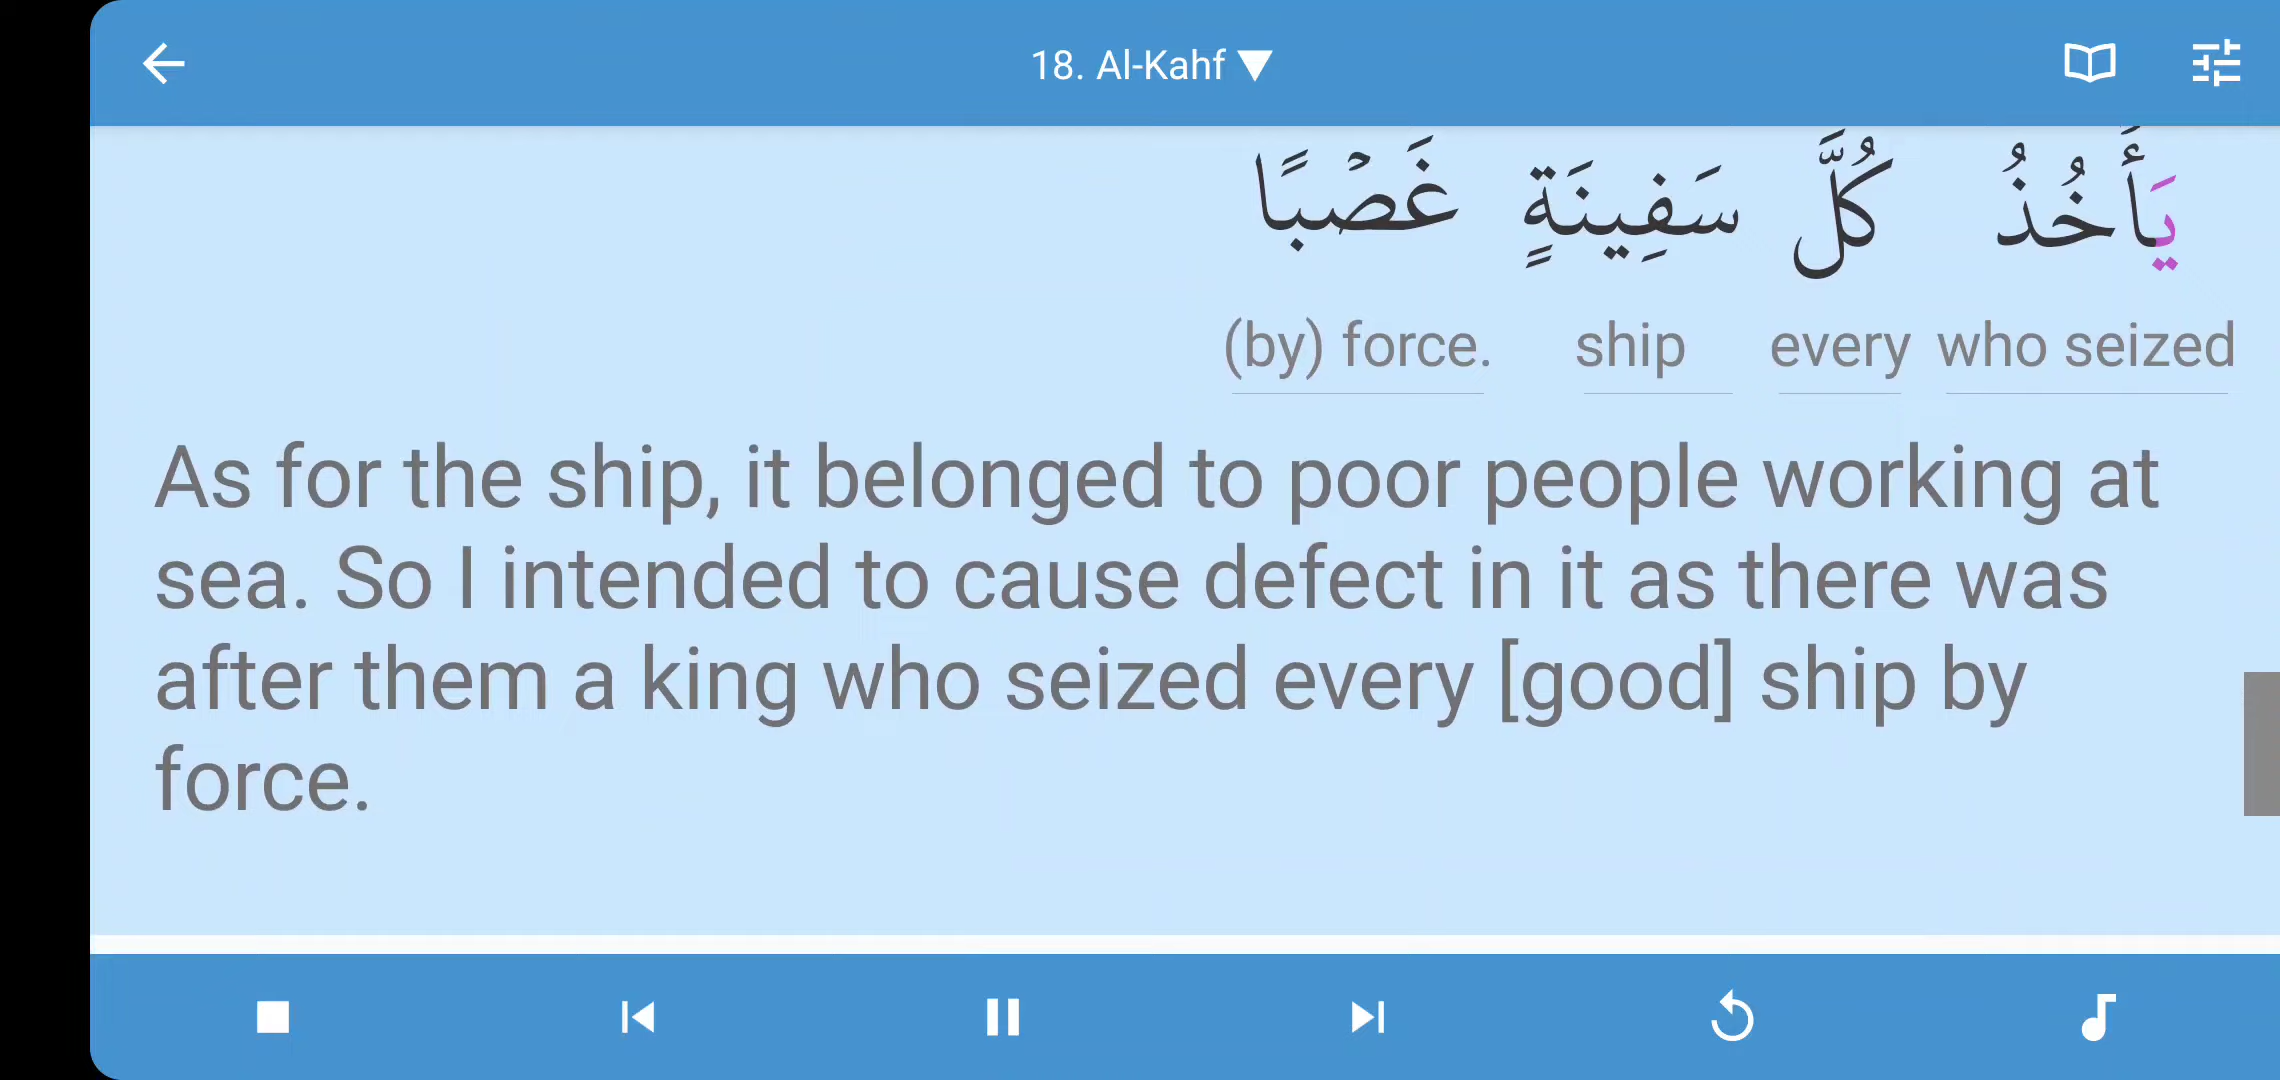 18. Al-Kahf
يَأۡخُذُ كُلَّ سَفِينَةٍ غَصۡبًا
who seized every ship (by) force.
As for the ship, it belonged to poor people working at
sea. So I intended to cause defect in it as there was
after them a king who seized every [good] ship by
force.